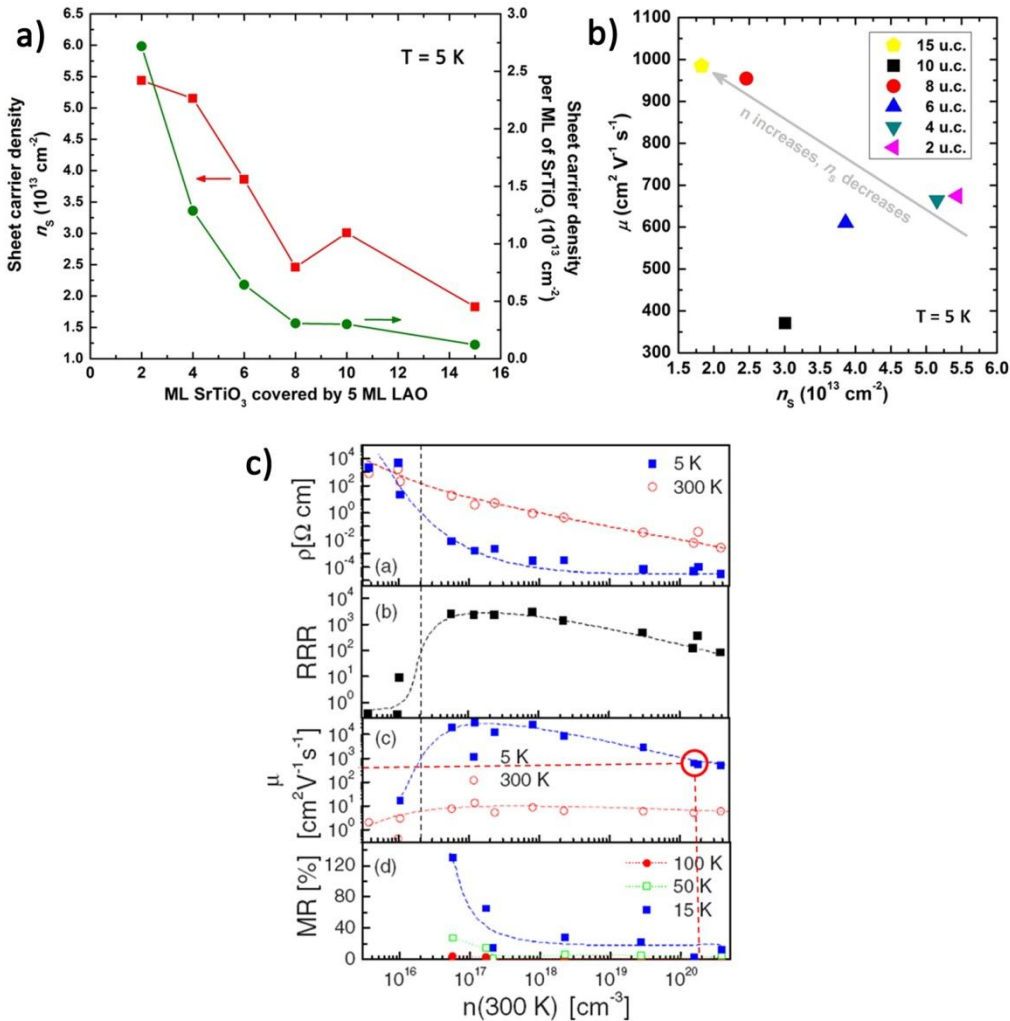 a)
T = 5 K
Sheet carrier density
n_s (10^13 cm^-2)
6.0
5.5
5.0
4.5
4.0
3.5
3.0
2.5
2.0
1.5
1.0
3.0
2.5
2.0
1.5
1.0
0.5
0.0
Sheet carrier density
per ML of SrTiO3 (10^13 cm^-2)
0 2 4 6 8 10 12 14 16
ML SrTiO3 covered by 5 ML LAO
b)
μ (cm^2 V^-1 s^-1)
1100
1000
900
800
700
600
500
400
300
15 u.c.
10 u.c.
8 u.c.
6 u.c.
4 u.c.
2 u.c.
n increases, n_s decreases
T = 5 K
1.5 2.0 2.5 3.0 3.5 4.0 4.5 5.0 5.5 6.0
n_s (10^13 cm^-2)
c)
ρ[Ω cm]
10^4
10^2
10^0
10^-2
10^-4
5 K
300 K
(a)
RRR
10^4
10^3
10^2
10^1
10^0
(b)
μ
[cm^2V^-1s^-1]
10^4
10^3
10^2
10^1
10^0
(c)
5 K
300 K
MR [%]
120
80
40
0
(d)
100 K
50 K
15 K
10^16 10^17 10^18 10^19 10^20
n(300 K) [cm^-3]